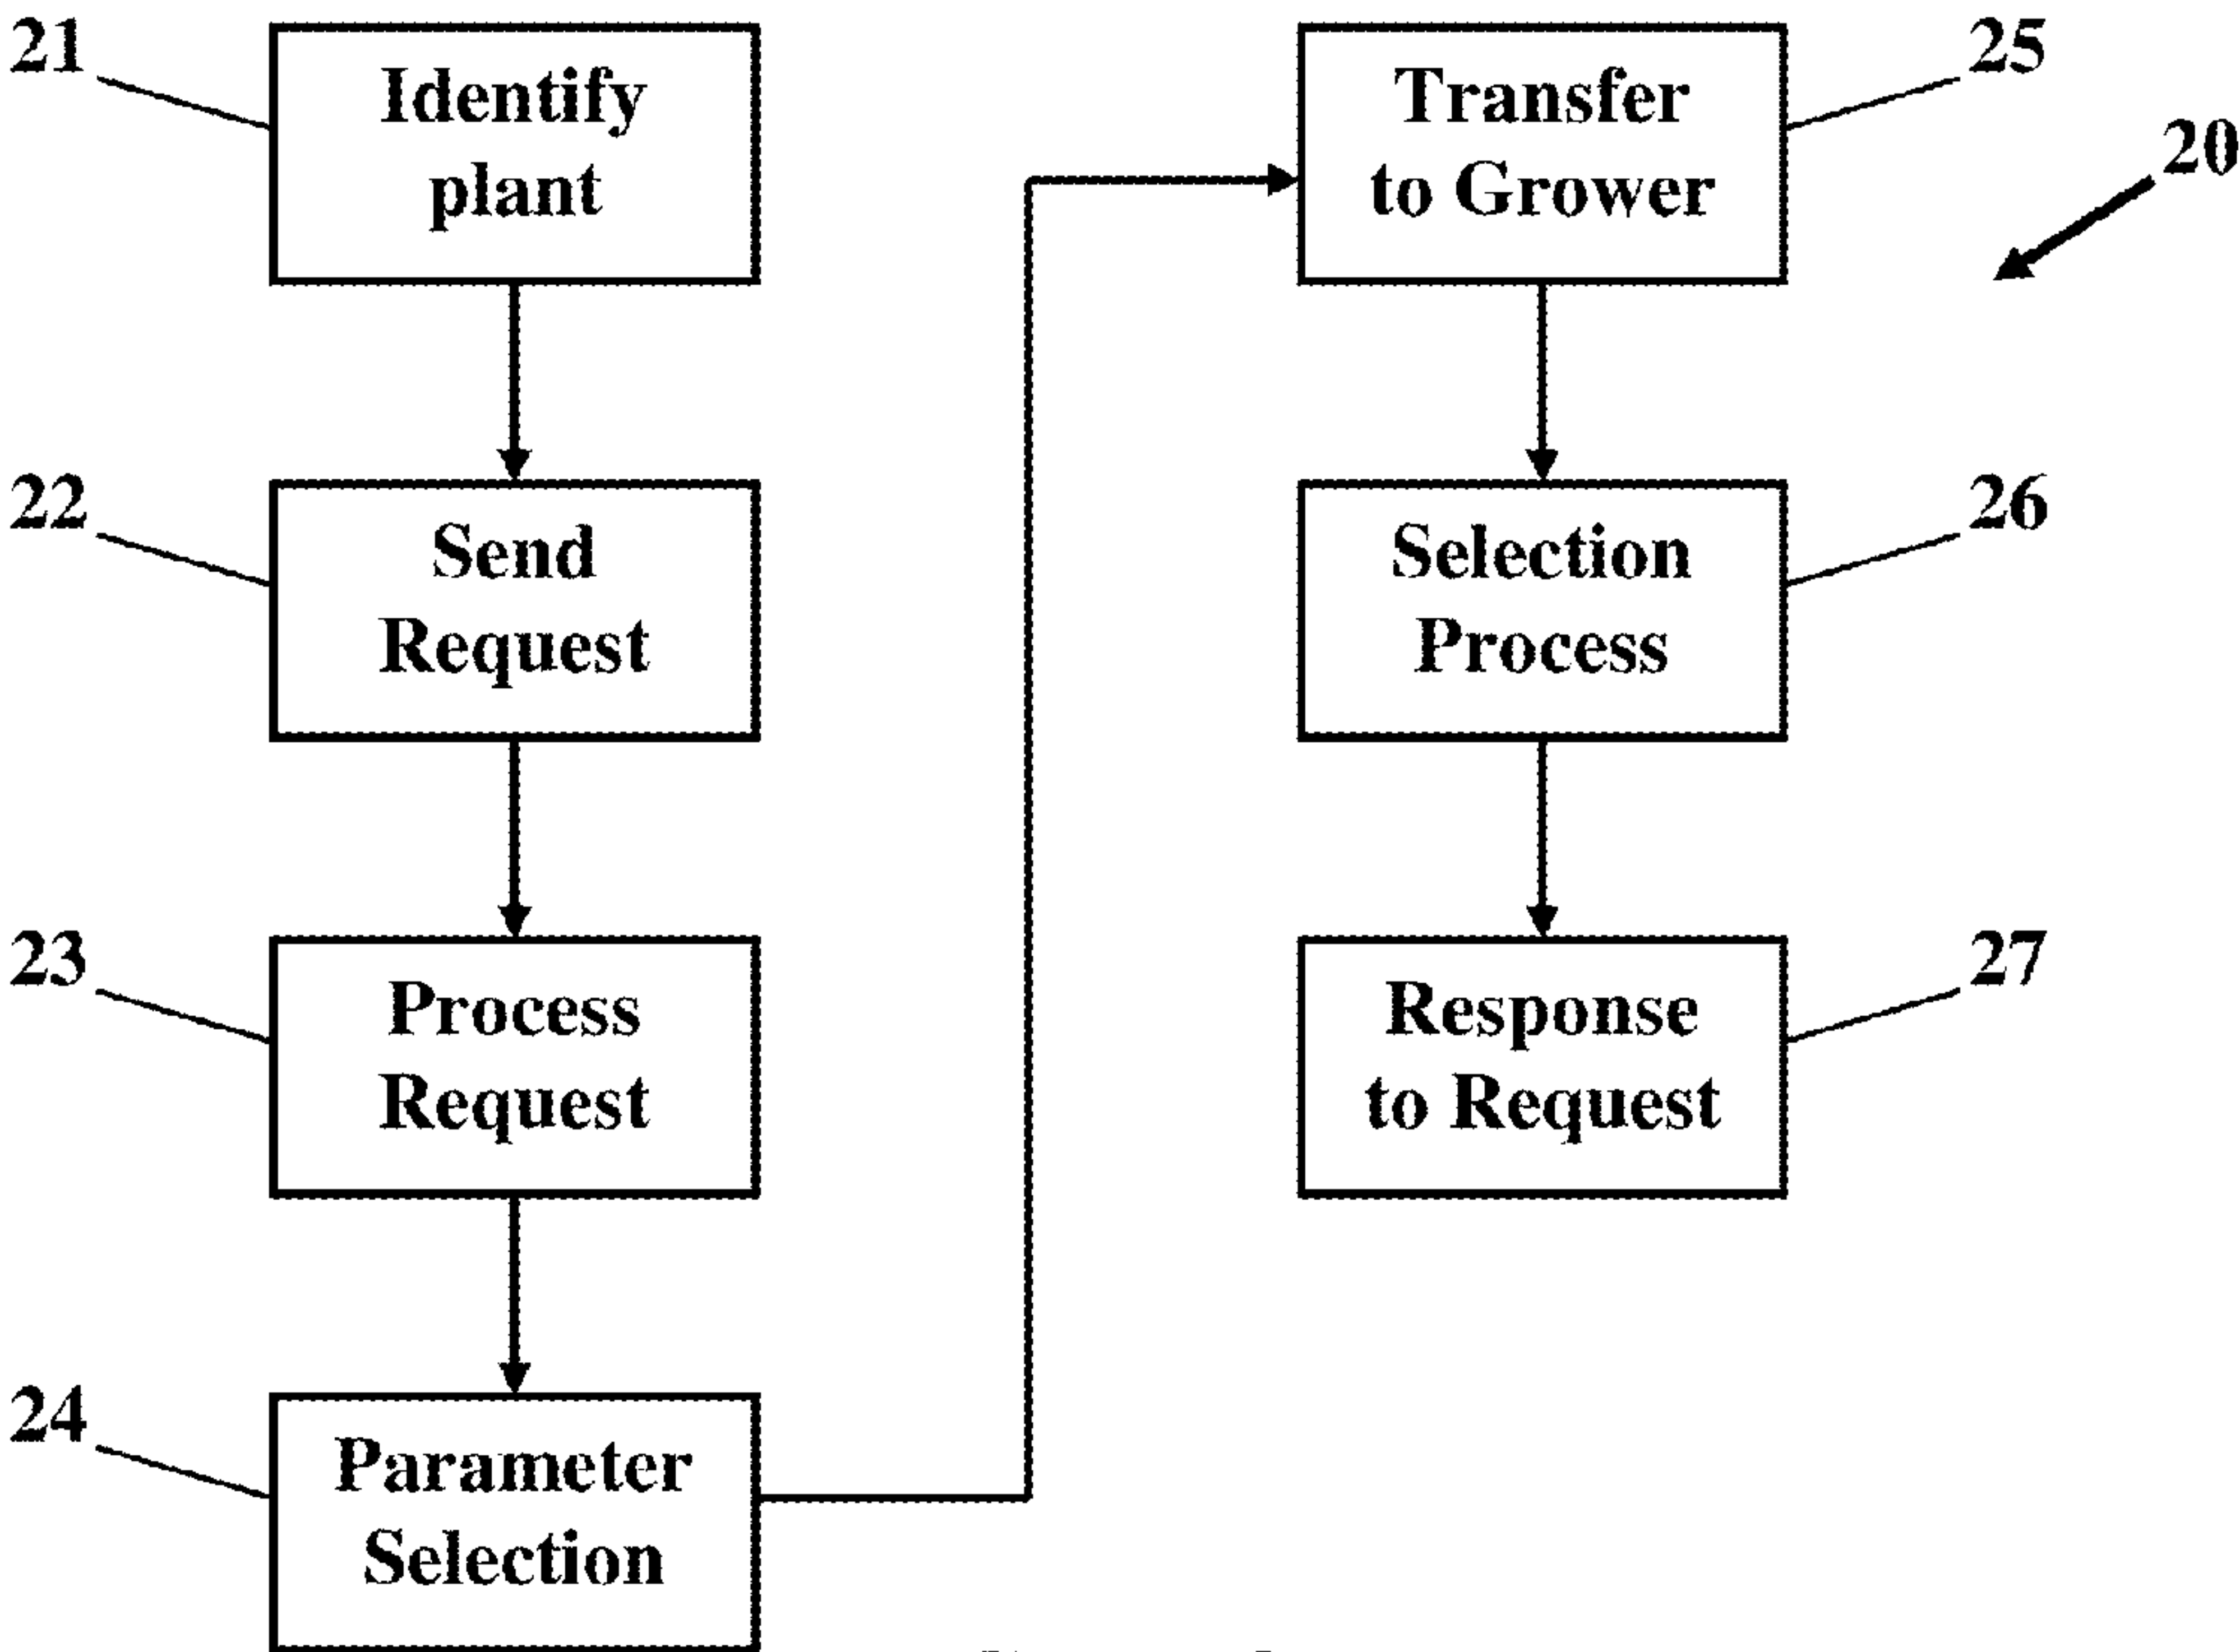 21
Identify
plant
22
Send
Request
23
Process
Request
24
Parameter
Selection
25
Transfer
to Grower
20
26
Selection
Process
27
Response
to Request